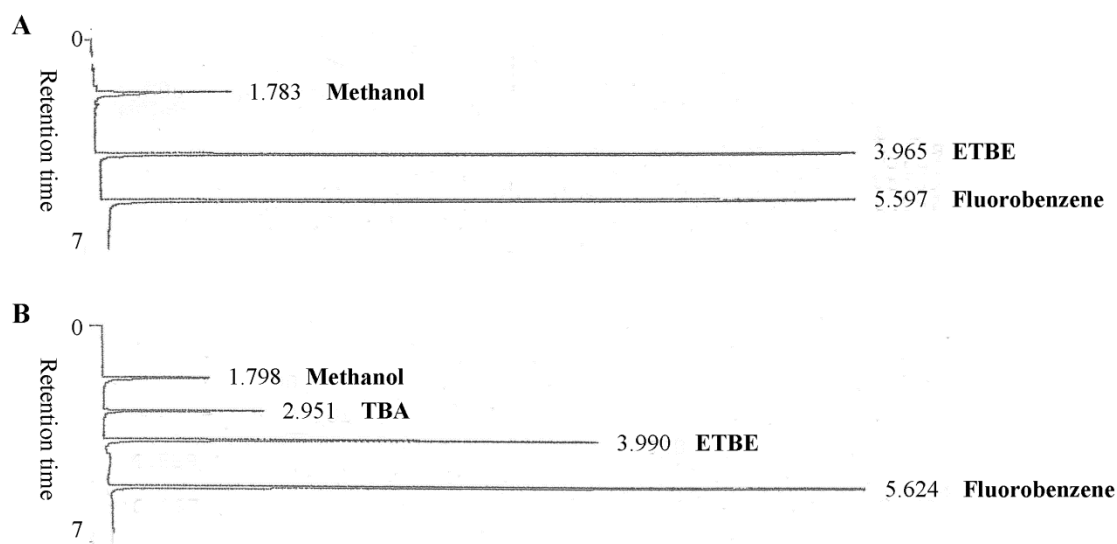 A
0
Retention time
1.783 Methanol
3.965 ETBE
5.597 Fluorobenzene
7
B
0
Retention time
1.798 Methanol
2.951 TBA
3.990 ETBE
5.624 Fluorobenzene
7